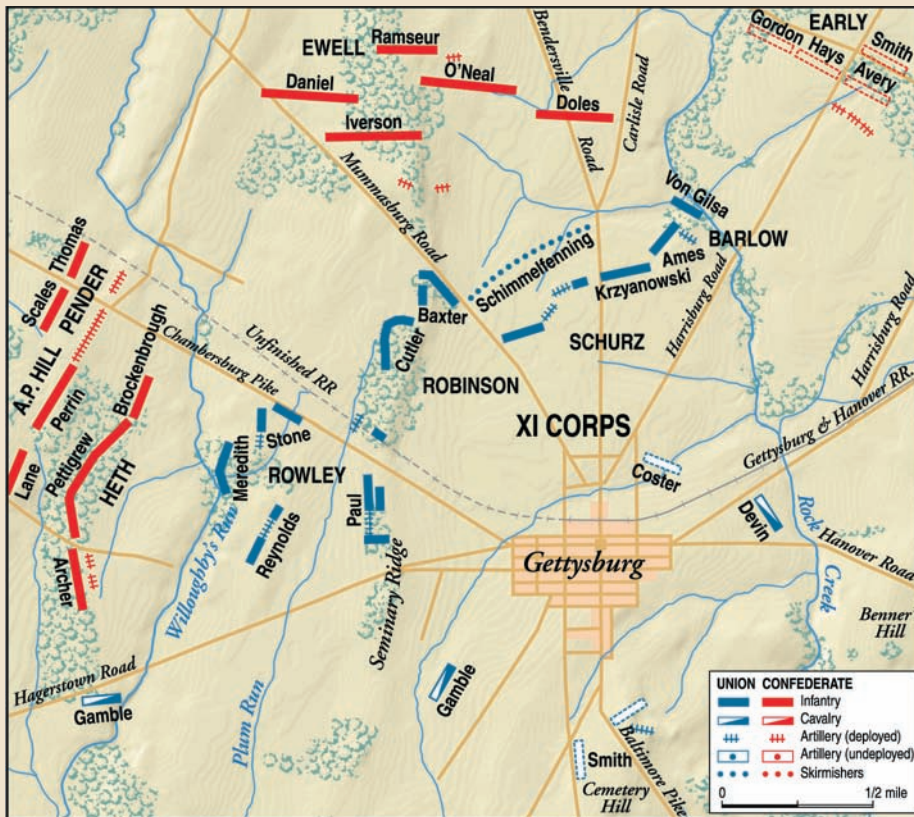 EARLY
Gordon
Hays
Smith
Avery
EWELL
Ramseur
O'Neal
Daniel
Iverson
Doles
Bendersville
Road
Carlisle Road
Mummasburg Road
Von Gilsa
BARLOW
Ames
Schimmelfenning
Krzyanowski
SCHURZ
Harrisburg Road
Harrisburg Road
Scales
Thomas
PENDER
A.P. HILL
Perrin
Lane
Pettigrew
Brockenbrough
HETH
Archer
Chambersburg Pike
Unfinished RR
Baxter
Cutler
ROBINSON
XI CORPS
Meredith
Stone
ROWLEY
Reynolds
Paul
Willoughby's Run
Seminary Ridge
Plum Run
Coster
Gettysburg & Hanover RR.
Devin
Rock
Creek
Hanover Road
Gettysburg
Benner
Hill
Hagerstown Road
Gamble
Gamble
Smith
Baltimore Pike
Cemetery
Hill
UNION CONFEDERATE
Infantry
Cavalry
Artillery (deployed)
Artillery (undeployed)
Skirmishers
0 1/2 mile